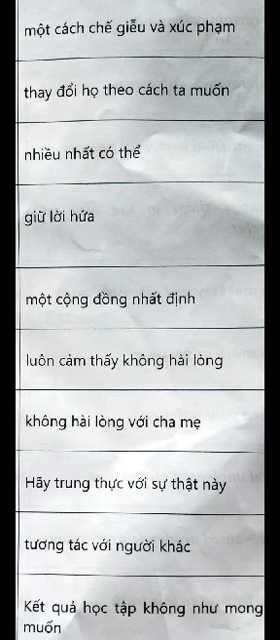 một cách chế giễu và xúc phạm
thay đổi họ theo cách ta muốn
nhiều nhất có thể
giữ lời hứa
một cộng đồng nhất định
luôn cảm thấy không hài lòng
không hài lòng với cha mẹ
Hãy trung thực với sự thật này
tương tác với người khác
Kết quả học tập không như mong
muốn